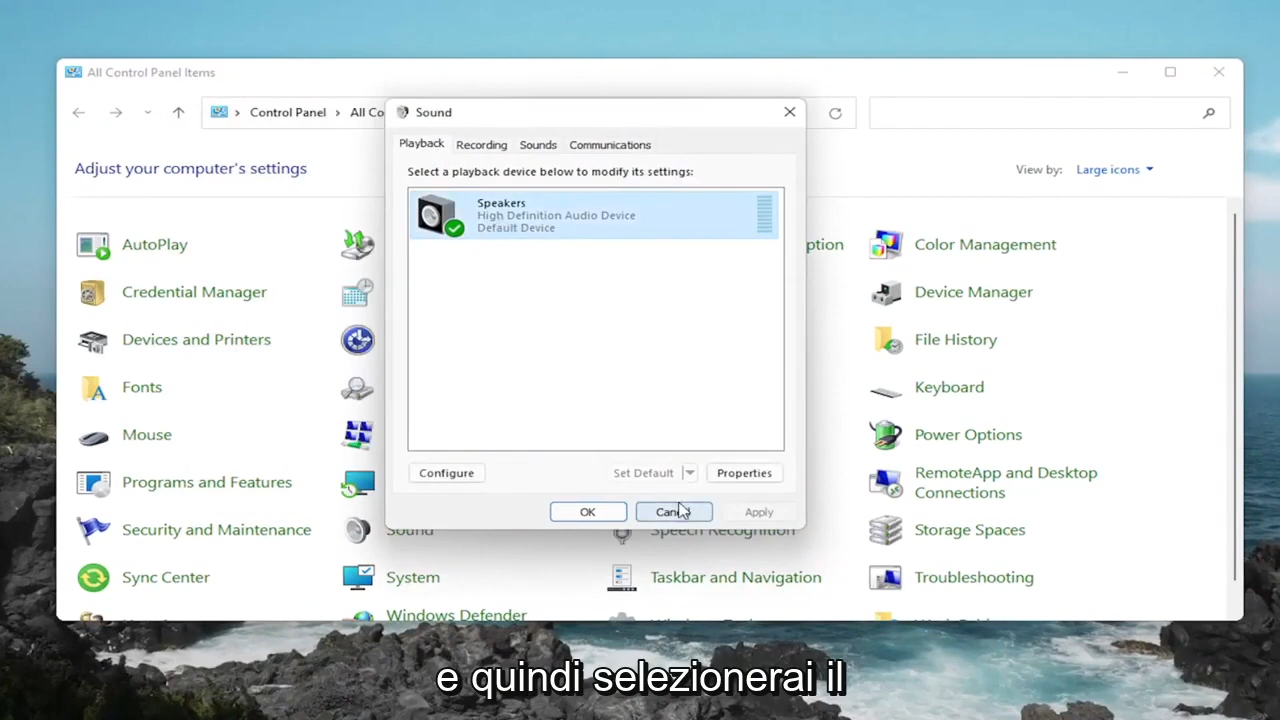 All Control Panel Items
Control Panel
All Co
Adjust your computer's settings
View by:
Large icons
Sound
Playback
Recording
Sounds
Communications
Select a playback device below to modify its settings:
Speakers
High Definition Audio Device
Default Device
Configure
Set Default
Properties
OK
Apply
AutoPlay
Credential Manager
Devices and Printers
Fonts
Mouse
Programs and Features
Security and Maintenance
Sync Center
Sound
System
Windows Defender
ption
Speech Recognition
Taskbar and Navigation
Color Management
Device Manager
File History
Keyboard
Power Options
RemoteApp and Desktop
Connections
Storage Spaces
Troubleshooting
e quindi selezionerai il